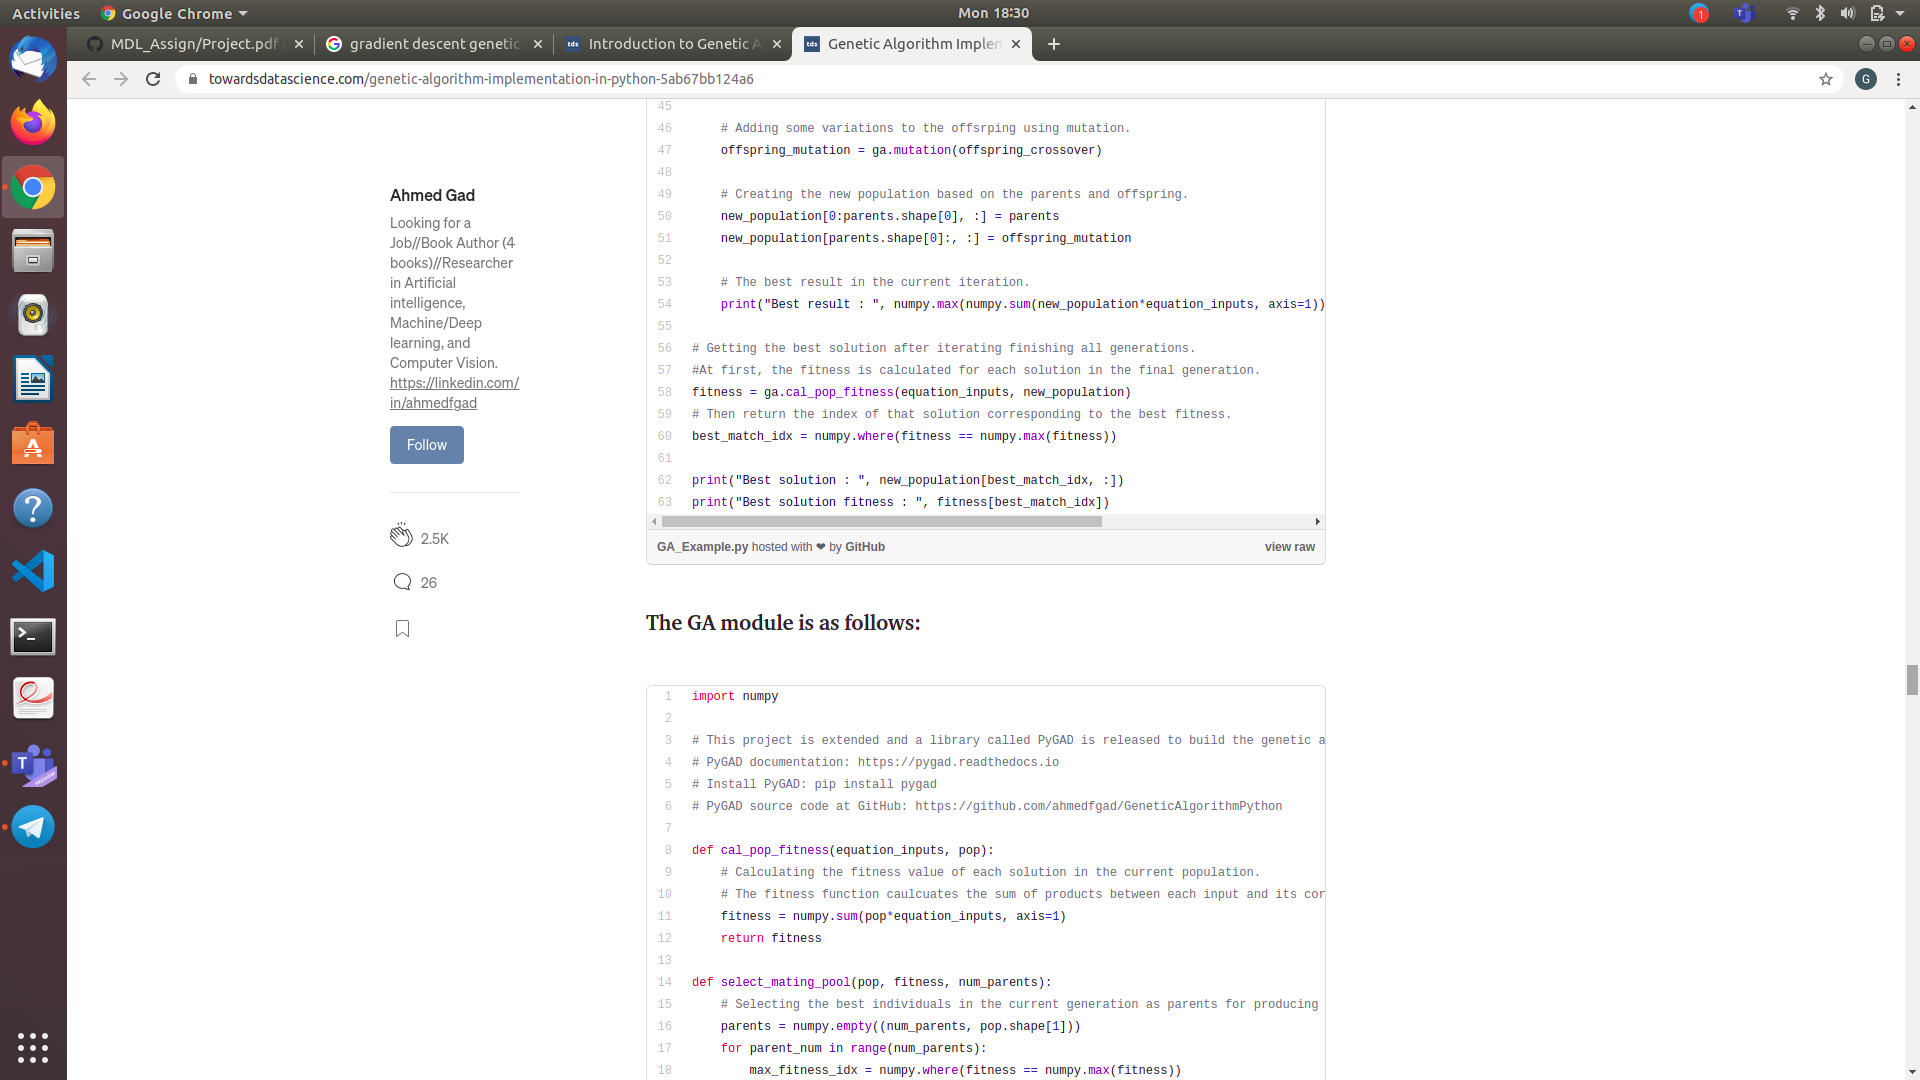 Activities
Google Chrome
Mon 18:30
1
MDL_Assign/Project.pdf
gradient descent genetic
Introduction to Genetic A
Genetic Algorithm Implem
towardsdatascience.com/genetic-algorithm-implementation-in-python-5ab67bb124a6
G
Ahmed Gad
Looking for a
Job//Book Author (4
books)//Researcher
in Artificial
intelligence,
Machine/Deep
learning, and
Computer Vision.
https://linkedin.com/
in/ahmedfgad
Follow
2.5K
26
45
46 # Adding some variations to the offsrping using mutation.
47 offspring_mutation = ga.mutation(offspring_crossover)
48
49 # Creating the new population based on the parents and offspring.
50 new_population[0:parents.shape[0], :] = parents
51 new_population[parents.shape[0]:, :] = offspring_mutation
52
53 # The best result in the current iteration.
54 print("Best result : ", numpy.max(numpy.sum(new_population*equation_inputs, axis=1))
55
56 # Getting the best solution after iterating finishing all generations.
57 #At first, the fitness is calculated for each solution in the final generation.
58 fitness = ga.cal_pop_fitness(equation_inputs, new_population)
59 # Then return the index of that solution corresponding to the best fitness.
60 best_match_idx = numpy.where(fitness == numpy.max(fitness))
61
62 print("Best solution : ", new_population[best_match_idx, :])
63 print("Best solution fitness : ", fitness[best_match_idx])
GA_Example.py hosted with ❤ by GitHub
view raw
The GA module is as follows:
1 import numpy
2
3 # This project is extended and a library called PyGAD is released to build the genetic a
4 # PyGAD documentation: https://pygad.readthedocs.io
5 # Install PyGAD: pip install pygad
6 # PyGAD source code at GitHub: https://github.com/ahmedfgad/GeneticAlgorithmPython
7
8 def cal_pop_fitness(equation_inputs, pop):
9 # Calculating the fitness value of each solution in the current population.
10 # The fitness function caulcuates the sum of products between each input and its cor
11 fitness = numpy.sum(pop*equation_inputs, axis=1)
12 return fitness
13
14 def select_mating_pool(pop, fitness, num_parents):
15 # Selecting the best individuals in the current generation as parents for producing
16 parents = numpy.empty((num_parents, pop.shape[1]))
17 for parent_num in range(num_parents):
18 max_fitness_idx = numpy.where(fitness == numpy.max(fitness))